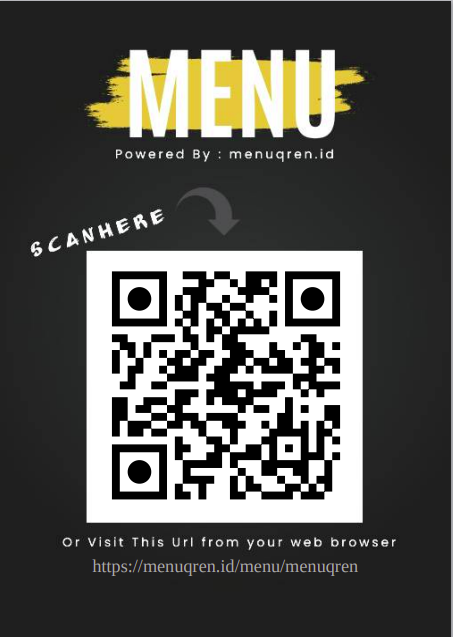 MENU
Powered By : menuqren.id
SCANHERE
Or Visit This Url from your web browser
https://menuqren.id/menu/menuqren